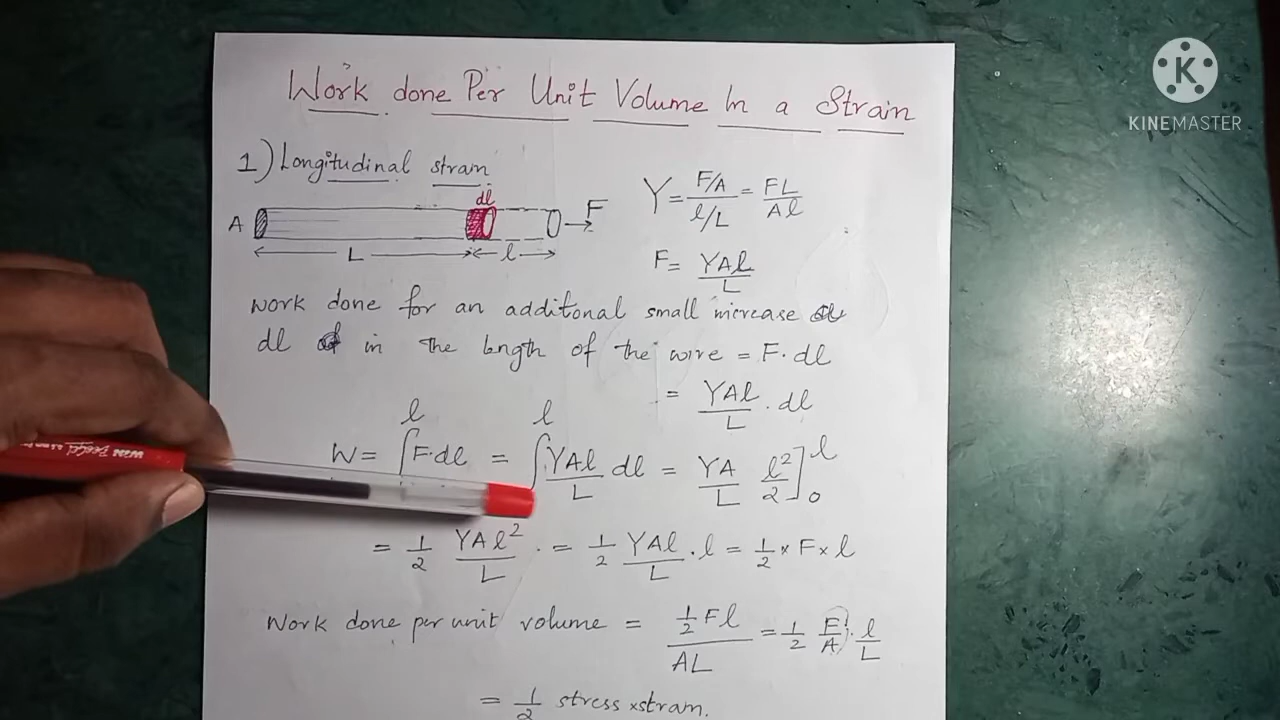 Work done Per Unit Volume In a Strain
KINEMASTER
1) Longitudinal strain
dl
A
F
L
l
Y = F/A / l/L = FL / Al
F = YAl / L
work done for an additonal small increase
dl in the length of the wire = F. dl
= YAl / L . dl
W = ∫ˡ F.dl = ∫ˡ YAl / L dl = YA / L l² / 2 ]₀ˡ
= 1/2 YAl² / L . = 1/2 YAl / L . l = 1/2 × F × l
Work done per unit volume = 1/2 Fl / AL = 1/2 F/A . l/L
= 1/2 stress × strain.